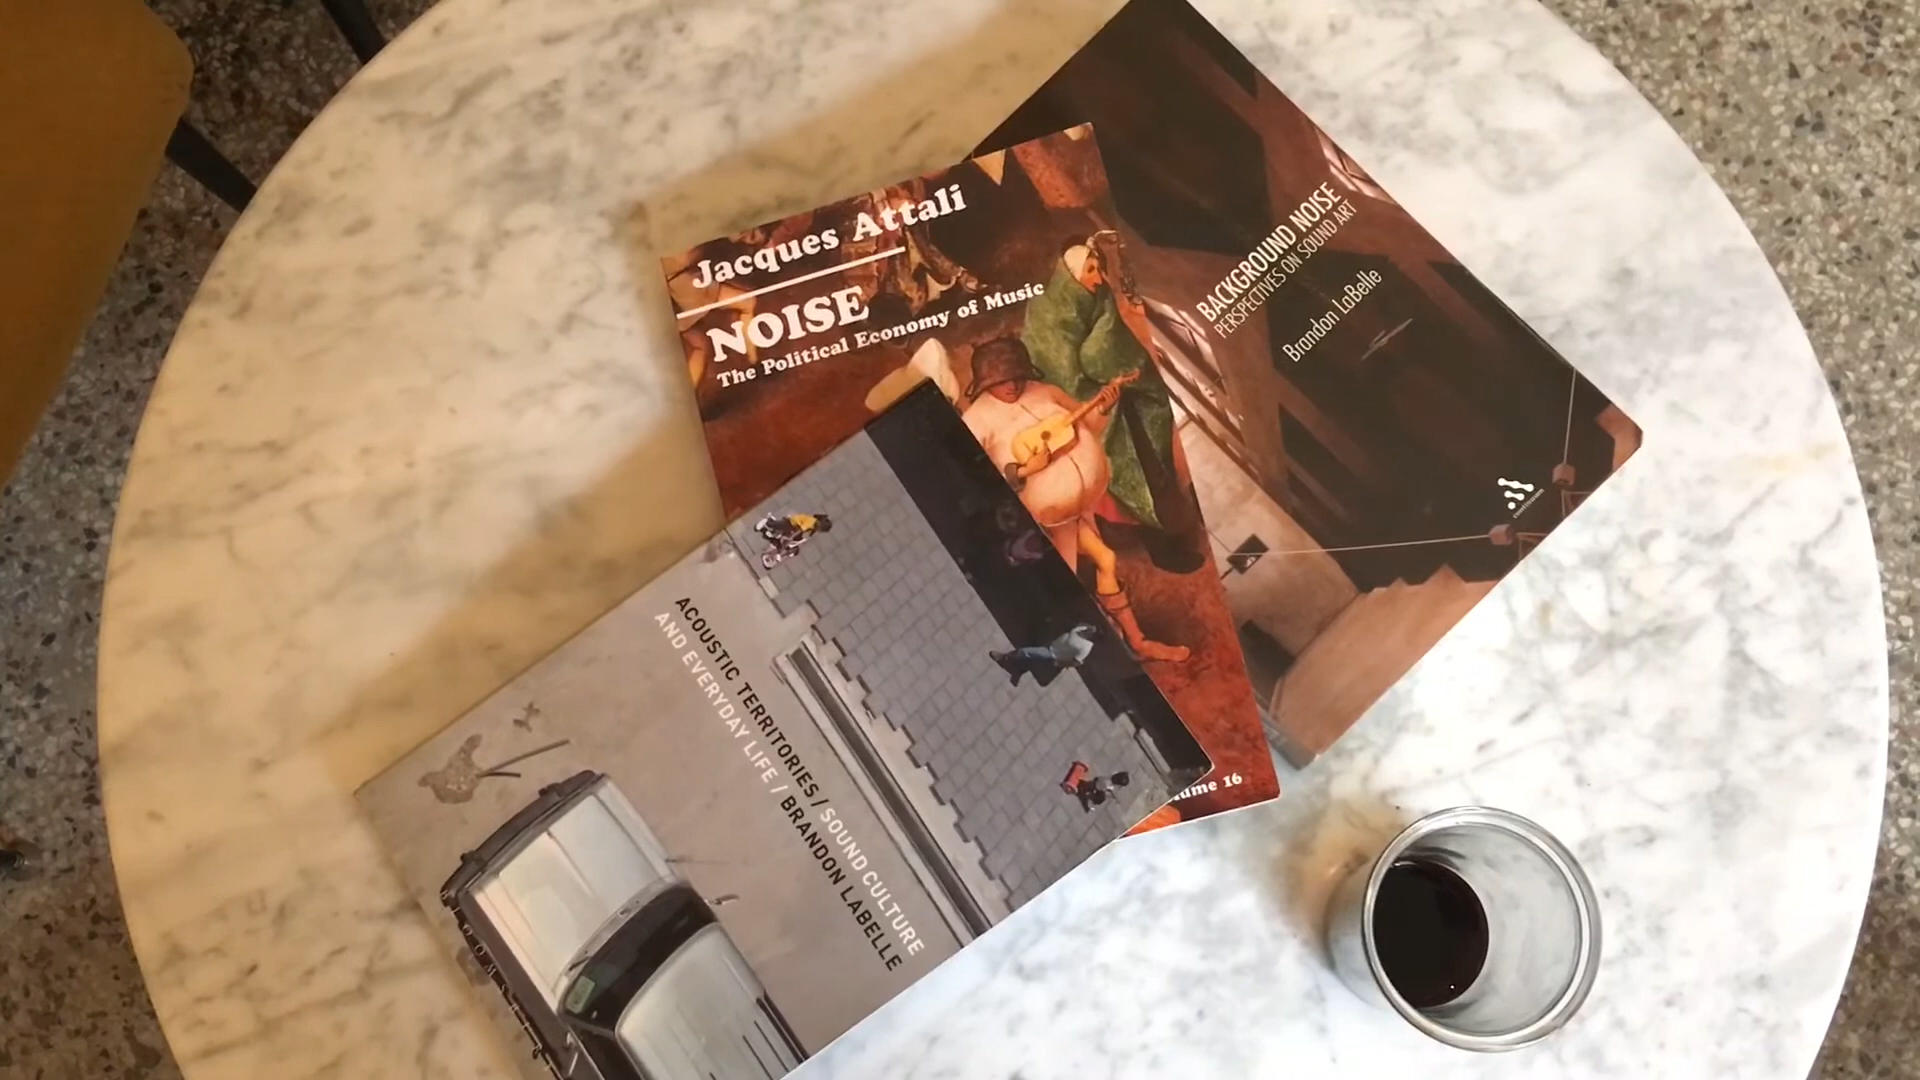 Jacques Attali
NOISE
The Political Economy of Music
16
BACKGROUND NOISE
PERSPECTIVES ON SOUND ART
Brandon LaBelle
continuum
ACOUSTIC TERRITORIES / SOUND CULTURE
AND EVERYDAY LIFE / BRANDON LABELLE